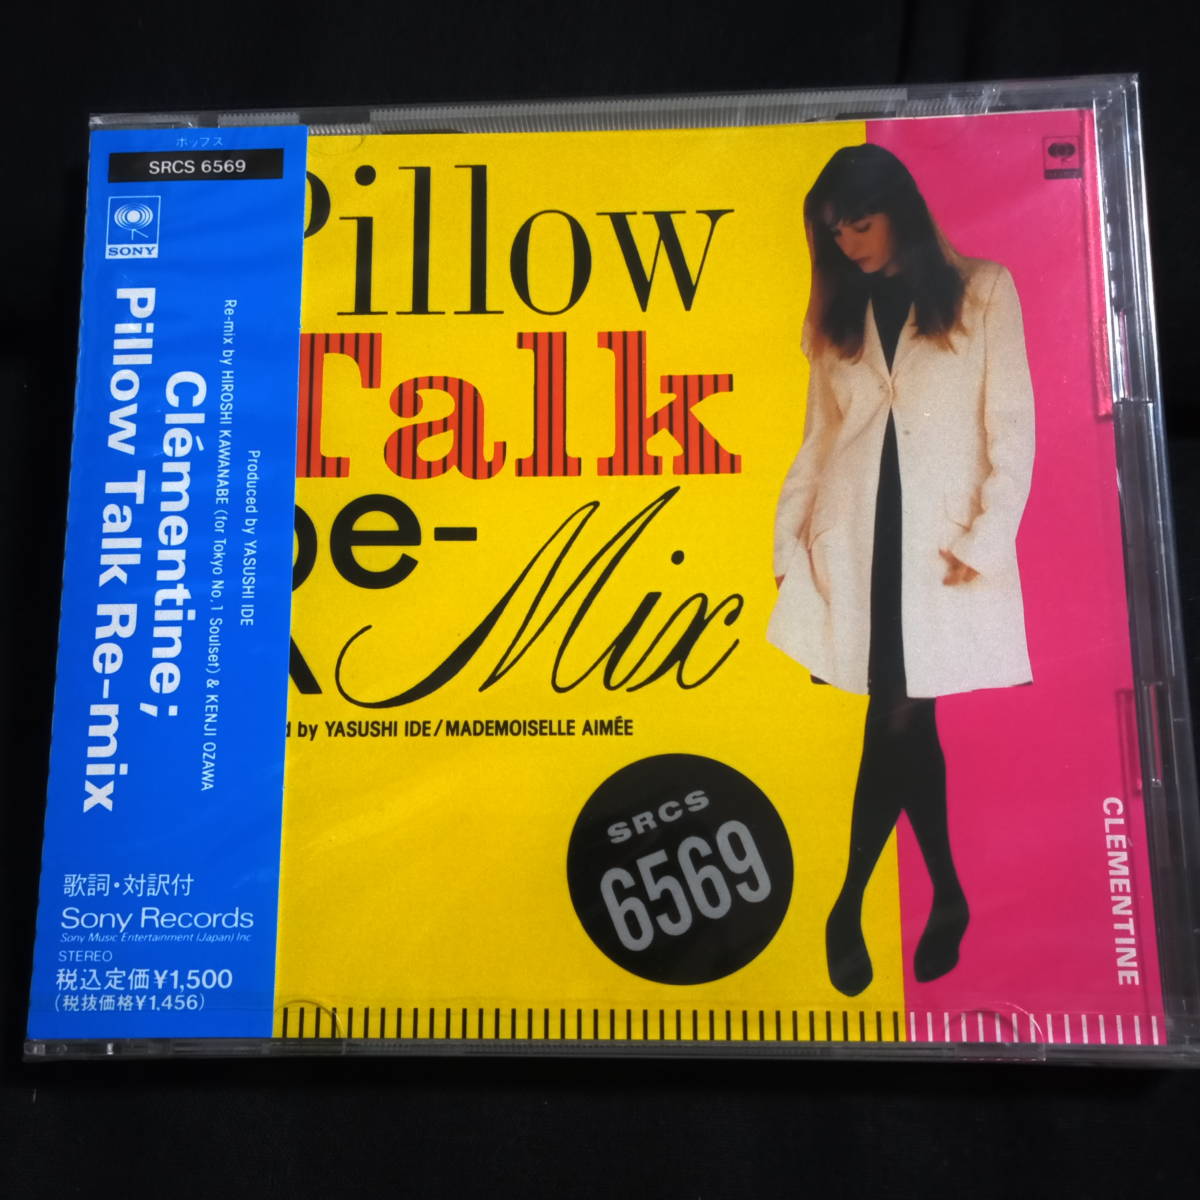 ポップス
SRCS 6569
SONY
Produced by YASUSHI IDE
Re-mix by HIROSHI KAWANABE (for Tokyo No.1 Soulset) & KENJI OZAWA
Clémentine;
Pillow Talk Re-mix
歌詞・対訳付
Sony Records
Sony Music Entertainment (Japan) Inc
STEREO
税込定価¥1,500
(税抜価格¥1,456)
Pillow
Talk
Mix
d by YASUSHI IDE/MADEMOISELLE AIMÉE
SRCS
6569
CLÉMENTINE